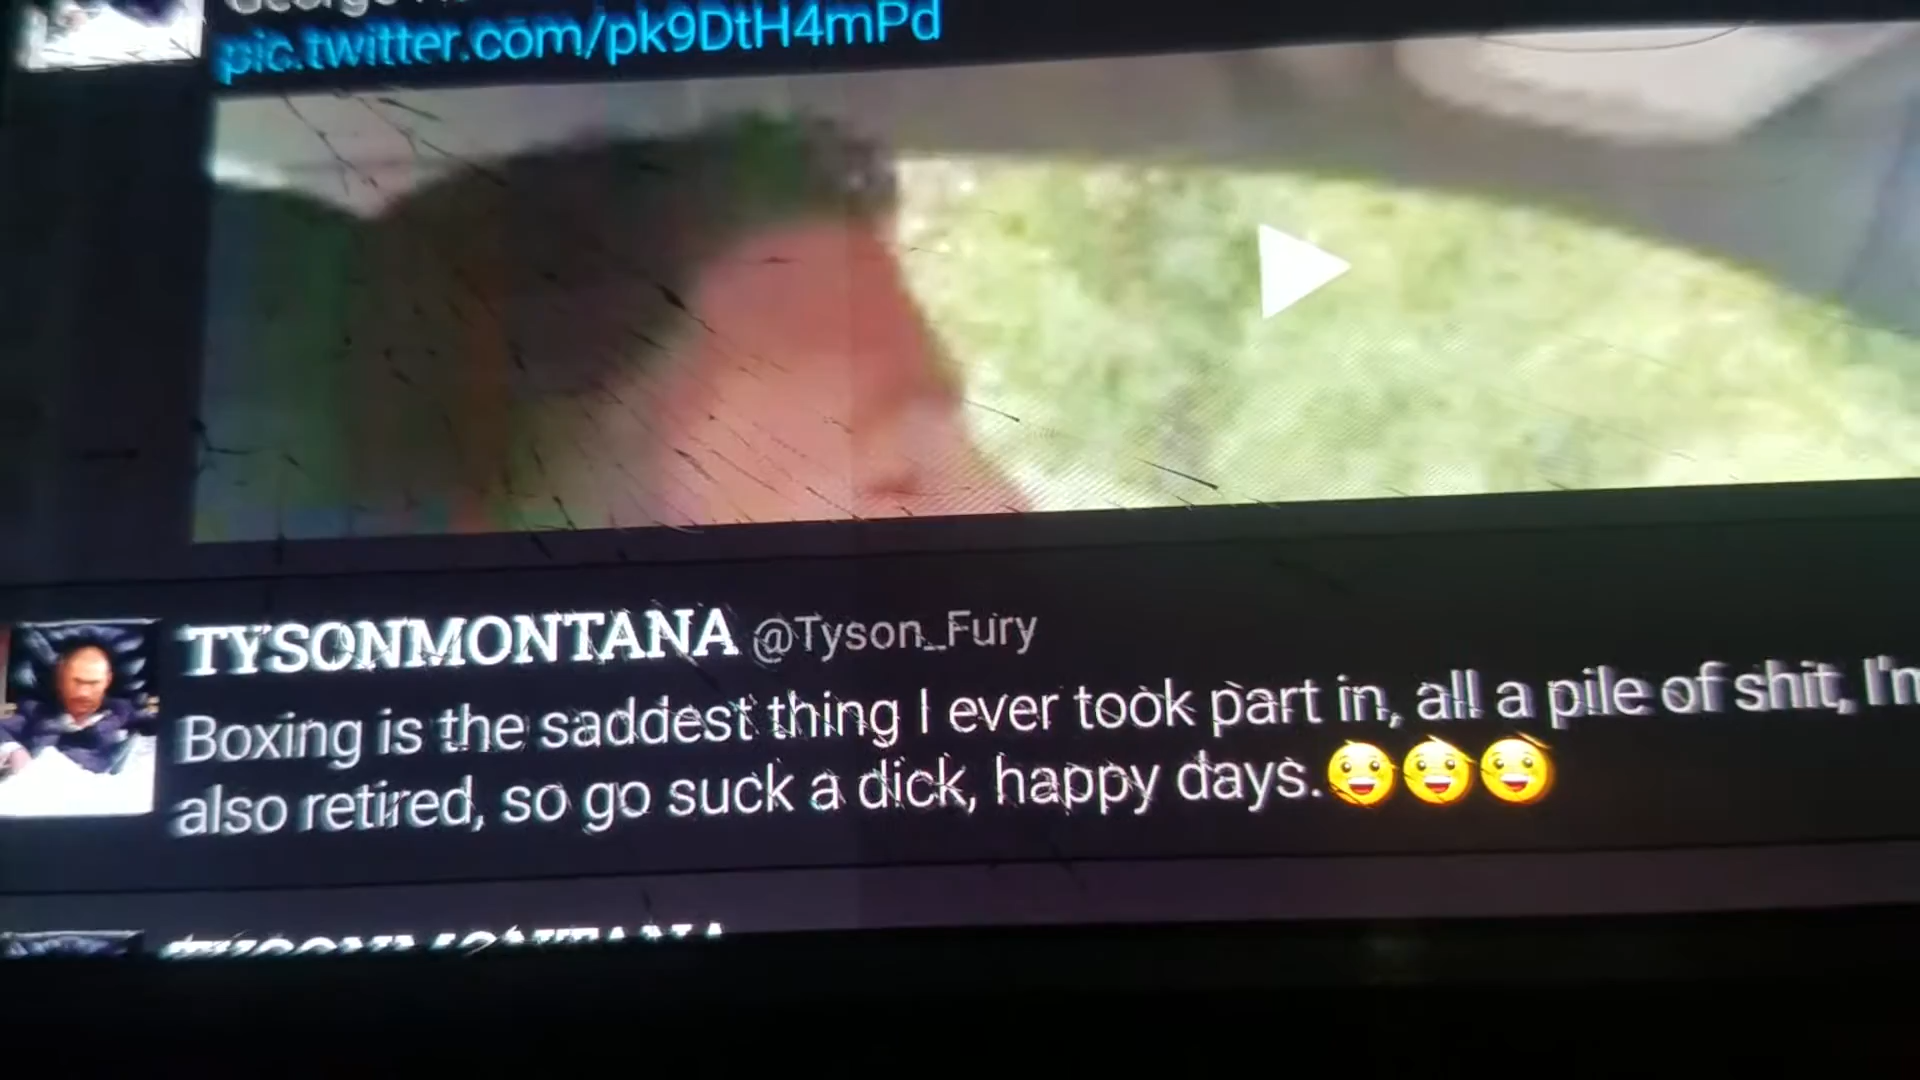 pic.twitter.com/pk9DtH4mPd
TYSONMONTANA @Tyson_Fury
Boxing is the saddest thing I ever took part in, all a pile of shit, I'm
also retired, so go suck a dick, happy days.😀😀😀
TYSONMONTANA